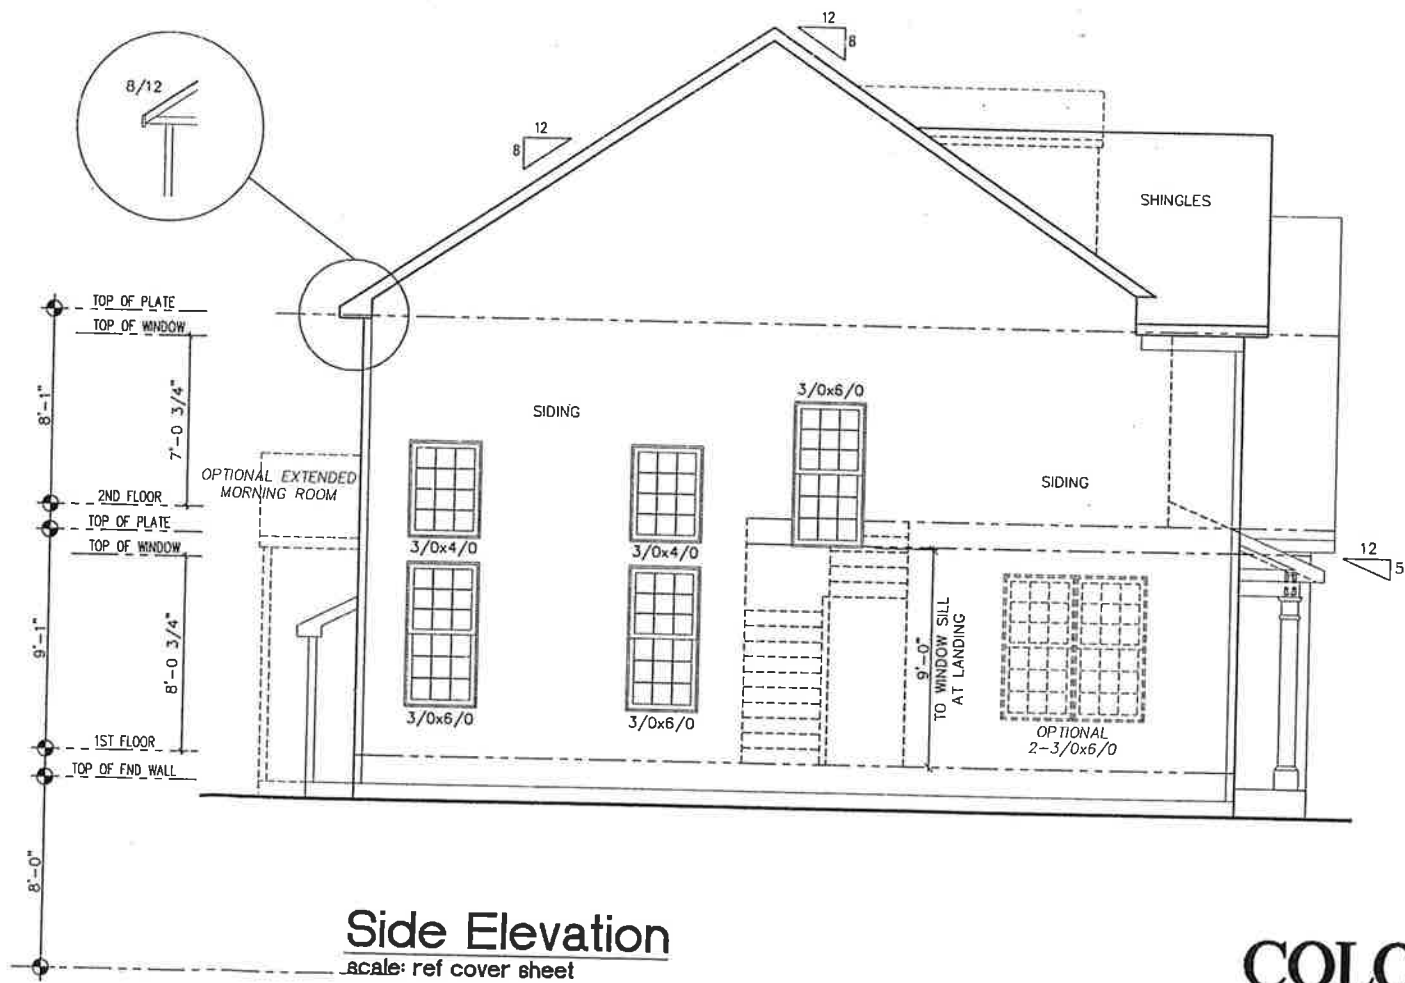 12
8
8/12
12
8
SHINGLES
TOP OF PLATE
TOP OF WINDOW
8'-1"
7'-0 3/4"
SIDING
3/0x6/0
OPTIONAL EXTENDED
MORNING ROOM
SIDING
2ND FLOOR
TOP OF PLATE
TOP OF WINDOW
3/0x4/0
3/0x4/0
12
5
9'-1"
8'-0 3/4"
9'-0"
TO WINDOW SILL
AT LANDING
3/0x6/0
3/0x6/0
OPTIONAL
2-3/0x6/0
1ST FLOOR
TOP OF FND WALL
8'-0"
Side Elevation
scale: ref cover sheet
COLO